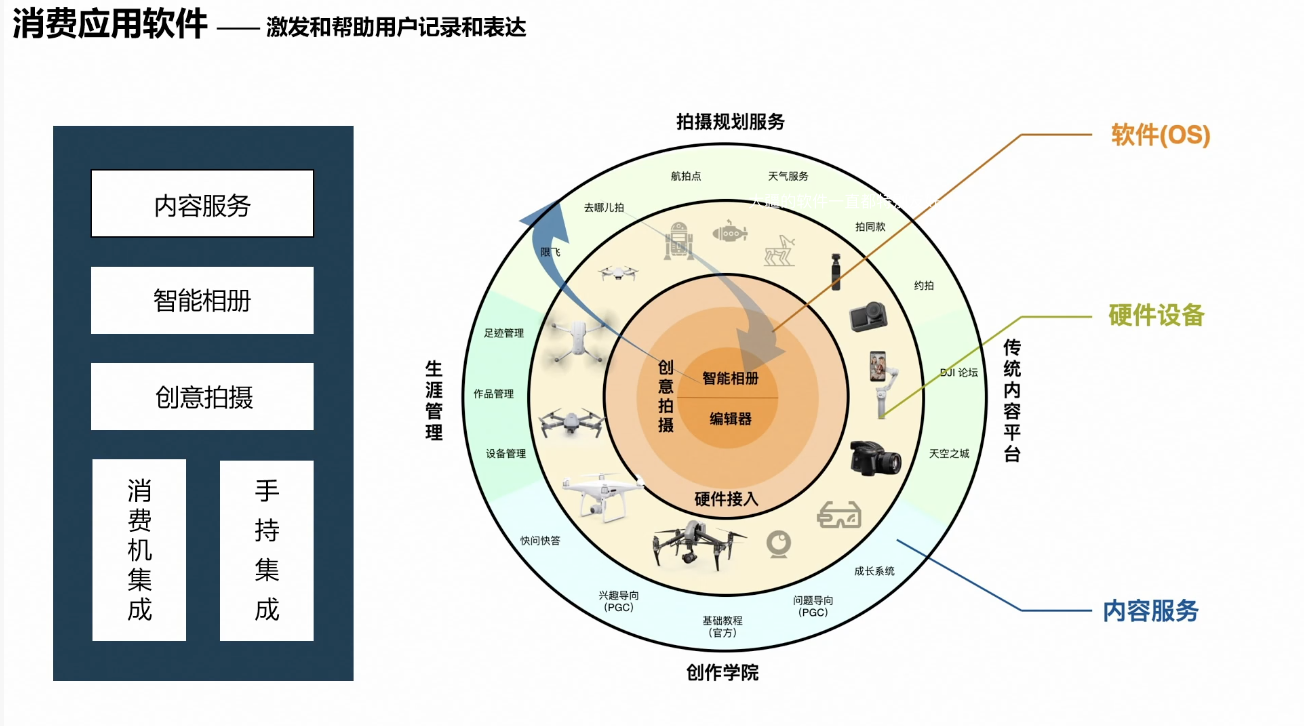 消费应用软件 —— 激发和帮助用户记录和表达
内容服务
智能相册
创意拍摄
消费机集成
手持集成
拍摄规划服务
航拍点
天气服务
去哪儿拍
拍同款
限飞
约拍
足迹管理
作品管理
设备管理
生涯管理
DJI 论坛
天空之城
传统内容平台
创意拍摄
智能相册
编辑器
硬件接入
快问快答
成长系统
兴趣导向
(PGC)
问题导向
(PGC)
基础教程
（官方）
创作学院
软件(OS)
硬件设备
内容服务